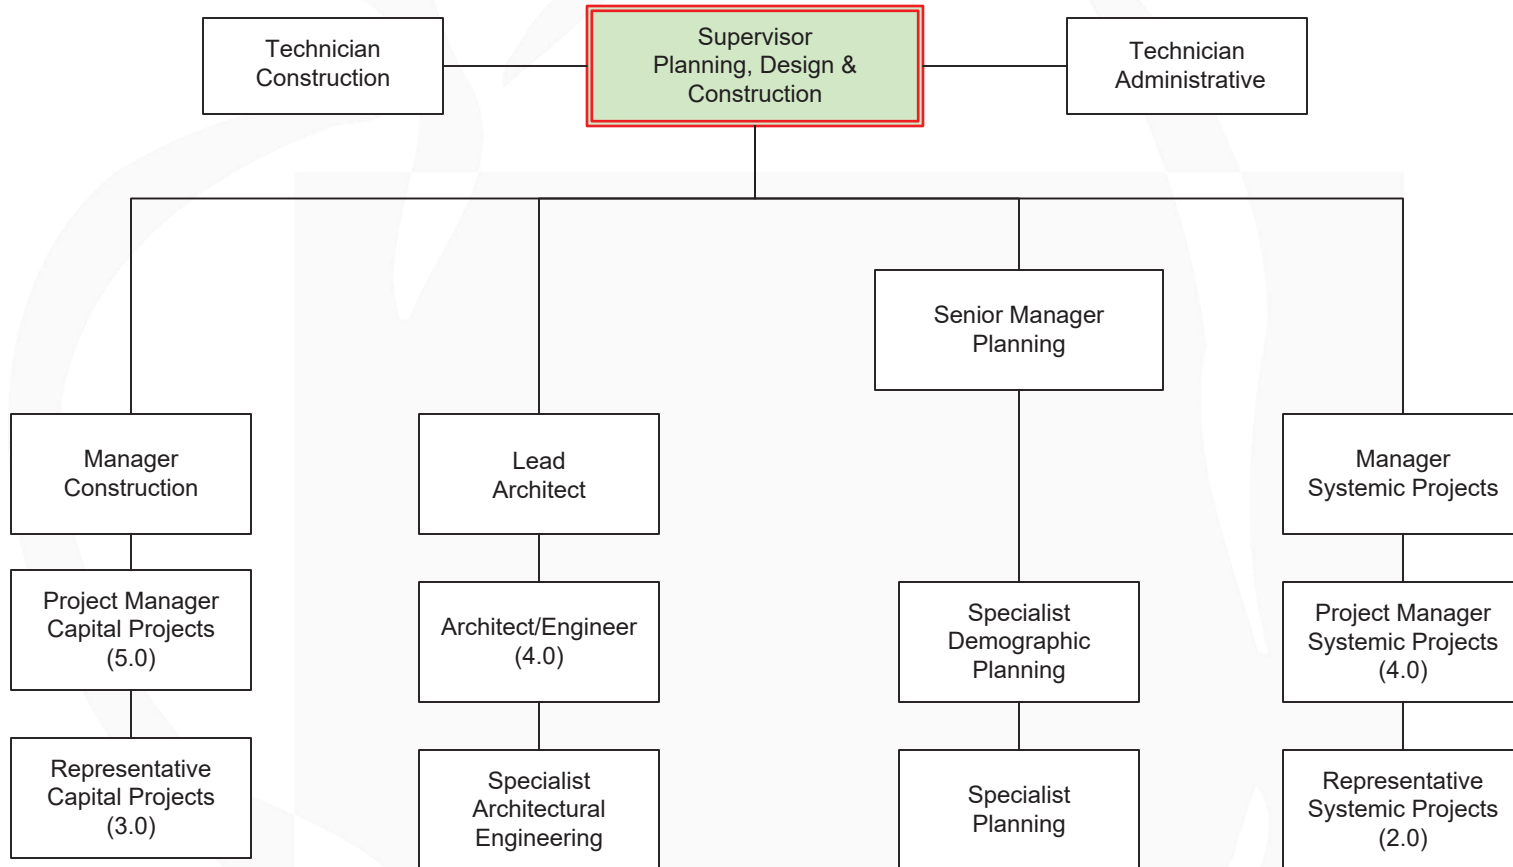 Technician
Construction
Supervisor
Planning, Design &
Construction
Technician
Administrative
Senior Manager
Planning
Manager
Construction
Lead
Architect
Manager
Systemic Projects
Project Manager
Capital Projects
(5.0)
Architect/Engineer
(4.0)
Specialist
Demographic
Planning
Project Manager
Systemic Projects
(4.0)
Representative
Capital Projects
(3.0)
Specialist
Architectural
Engineering
Specialist
Planning
Representative
Systemic Projects
(2.0)